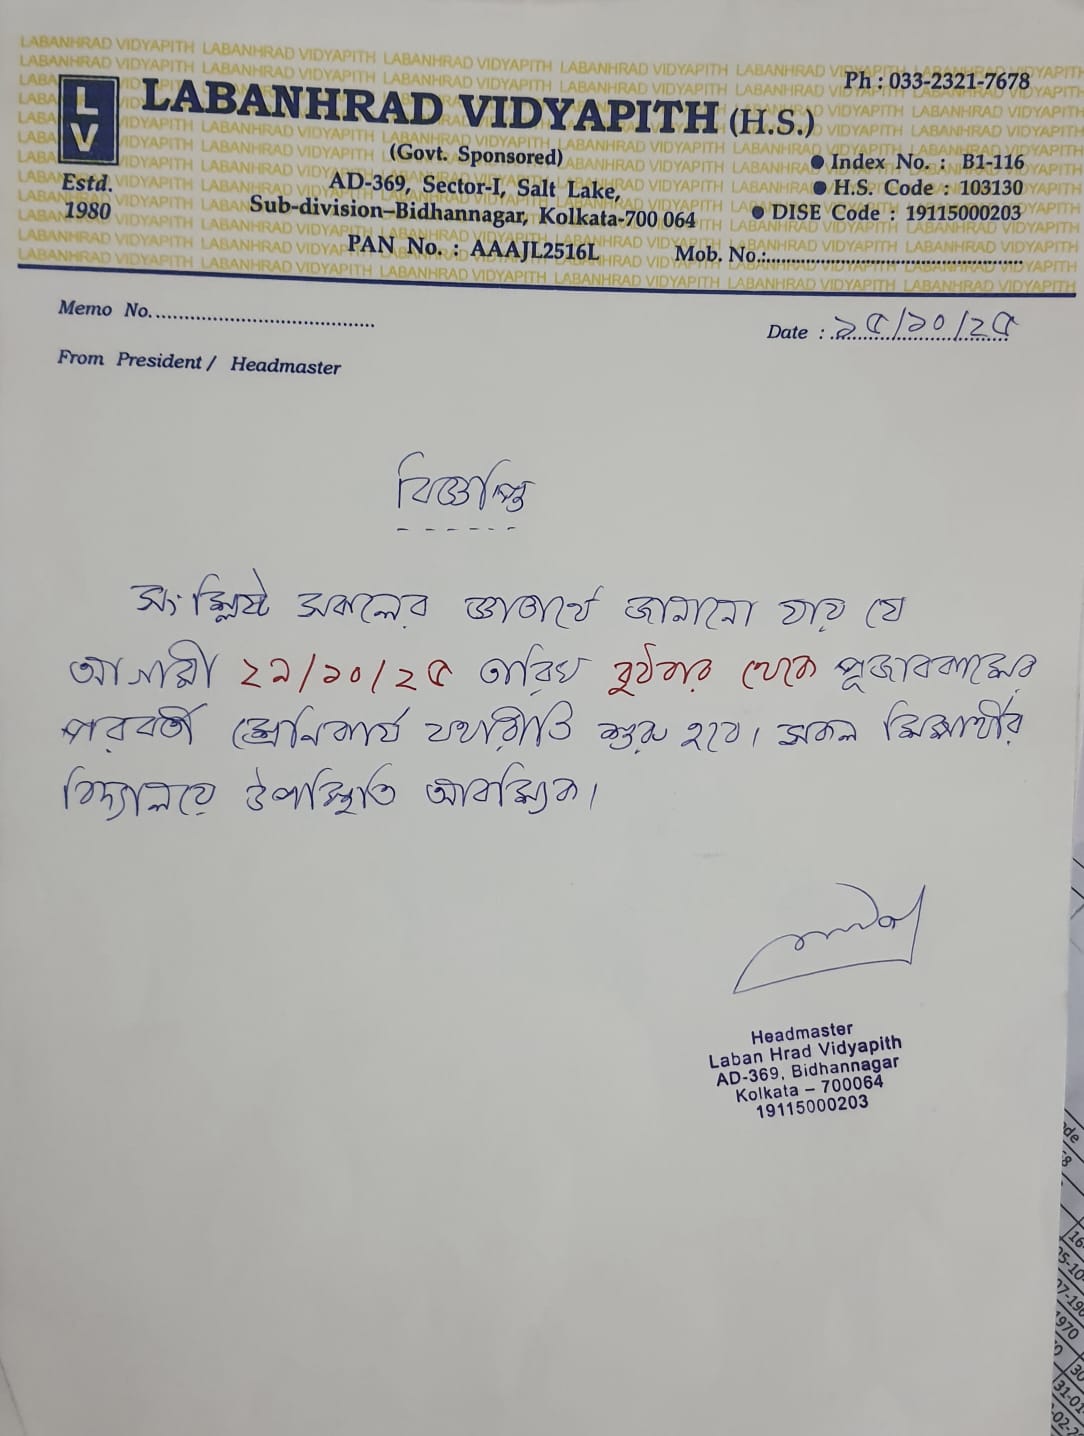 LABANHRAD VIDYAPITH (H.S.)
Ph : 033-2321-7678
L
V
Estd.
1980
(Govt. Sponsored)
AD-369, Sector-I, Salt Lake,
Sub-division–Bidhannagar, Kolkata-700 064
PAN No. : AAAJL2516L
Index No. : B1-116
H.S. Code : 103130
DISE Code : 19115000203
Mob. No.:
Memo No.
Date : ২৫/১০/২৫
From President / Headmaster
বিজ্ঞপ্তি
সংশ্লিষ্ট সকলের জ্ঞাতার্থে জানানো যায় যে
আগামী ২৯/১০/২৫ তারিখ বুধবার থেকে পূজাবকাশের
পরবর্তী শ্রেণিকার্য যথারীতি শুরু হবে। সকল শিক্ষার্থীর
বিদ্যালয়ে উপস্থিতি আবশ্যিক।
Headmaster
Laban Hrad Vidyapith
AD-369, Bidhannagar
Kolkata – 700064
19115000203